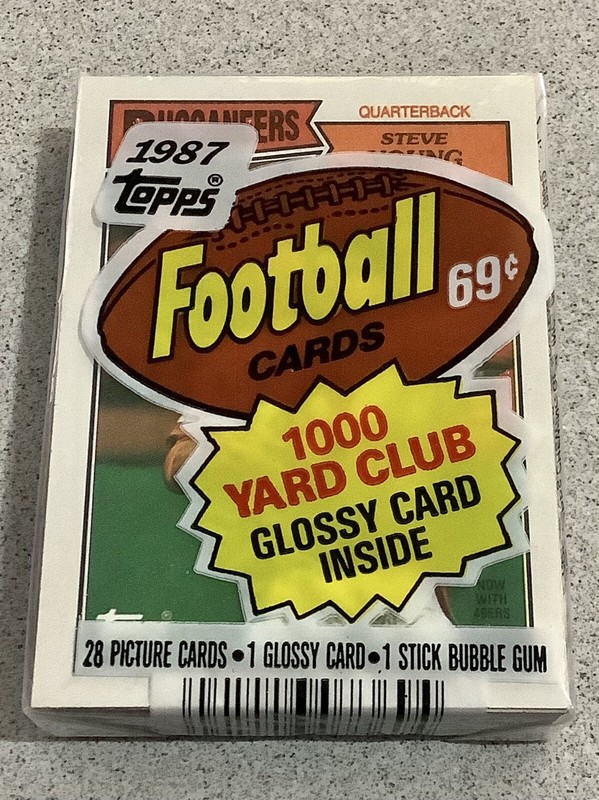 BUCCANEERS
QUARTERBACK
STEVE
YOUNG
1987
Topps®
Football
69¢
CARDS
1000
YARD CLUB
GLOSSY CARD
INSIDE
NOW
WITH
49ERS
28 PICTURE CARDS • 1 GLOSSY CARD • 1 STICK BUBBLE GUM